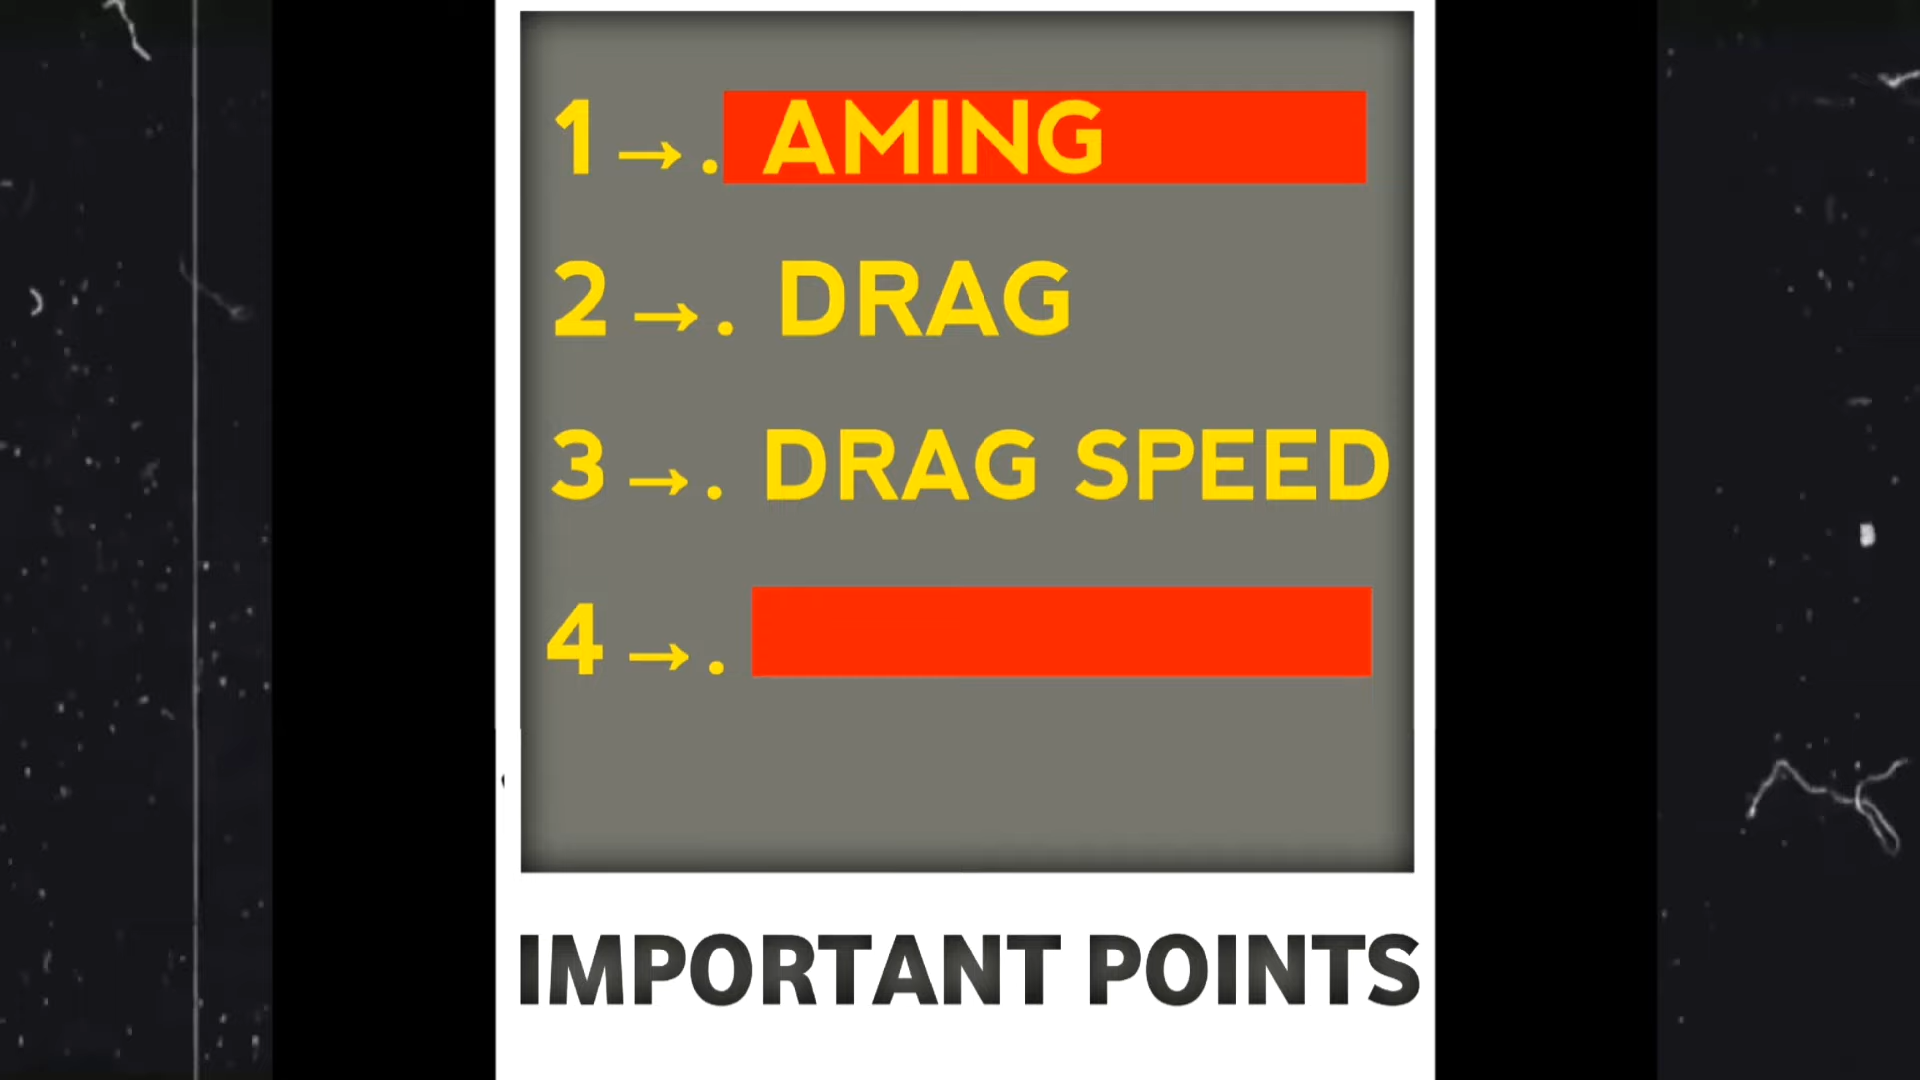 1→. AMING
2→. DRAG
3→. DRAG SPEED
4→.
IMPORTANT POINTS